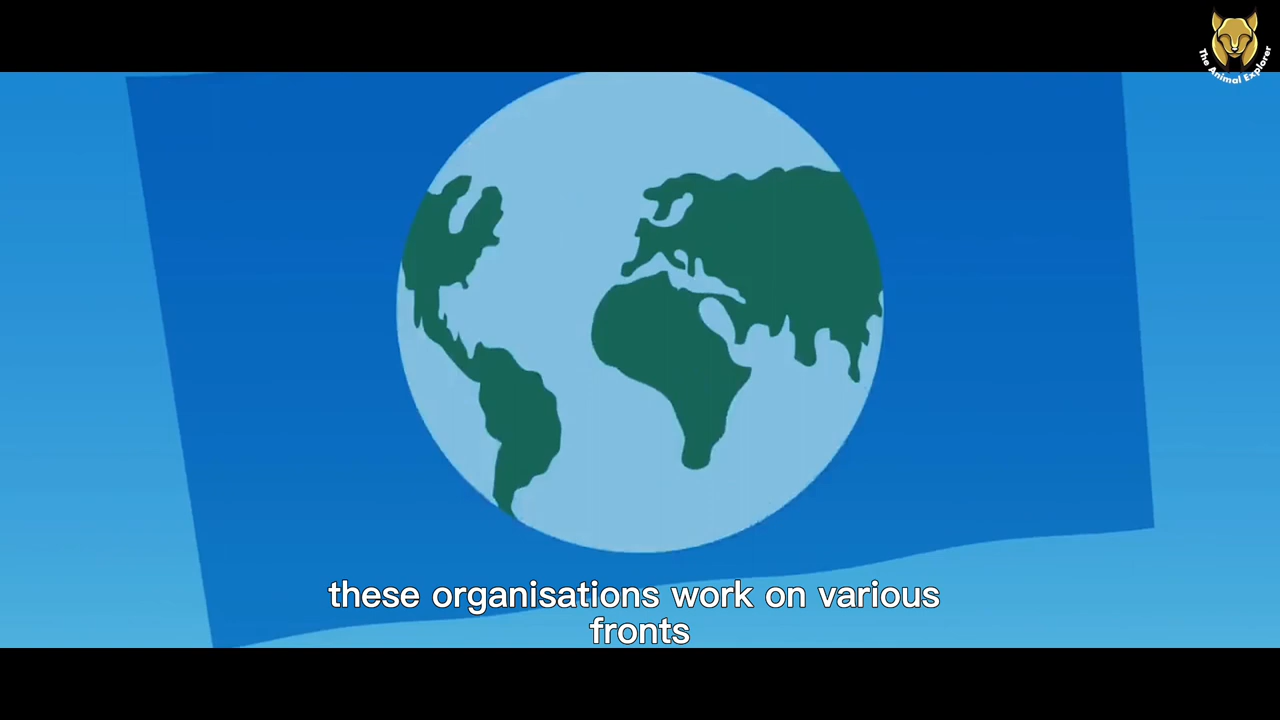 The Animal Explorer
these organisations work on various
fronts